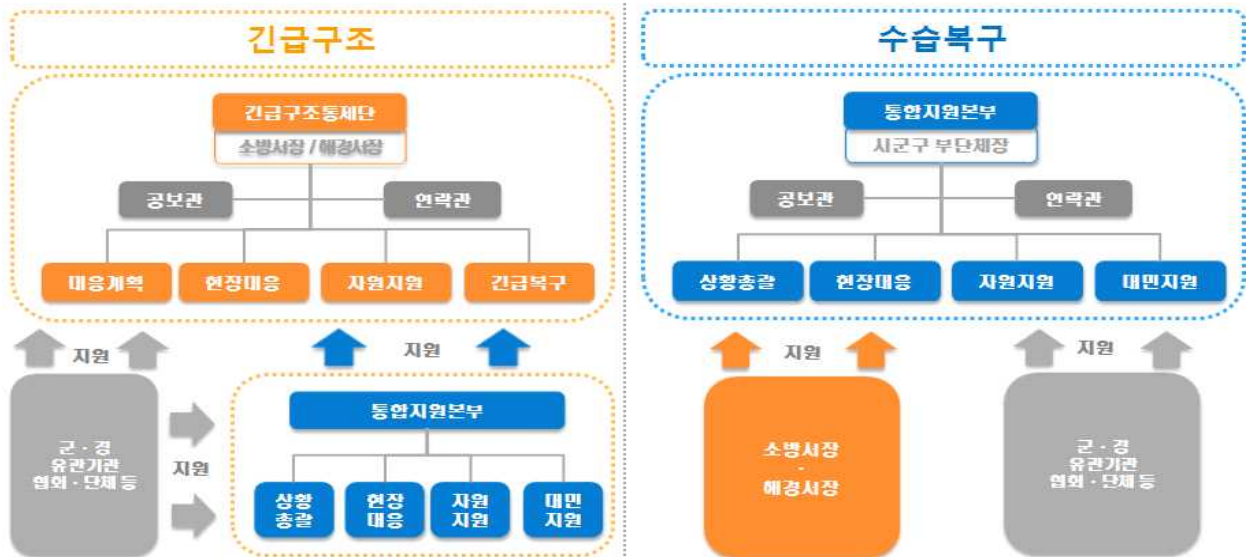 긴급구조
긴급구조통제단
소방서장 / 해경서장
공보관
연락관
대응계획
현장대응
자원지원
긴급복구
지원
지원
군·경
유관기관
협회·단체 등
지원
통합지원본부
상황
총괄
현장
대응
자원
지원
대민
지원
수습복구
통합지원본부
시군구 부단체장
공보관
연락관
상황총괄
현장대응
자원지원
대민지원
지원
지원
소방서장
·
해경서장
군·경
유관기관
협회·단체 등